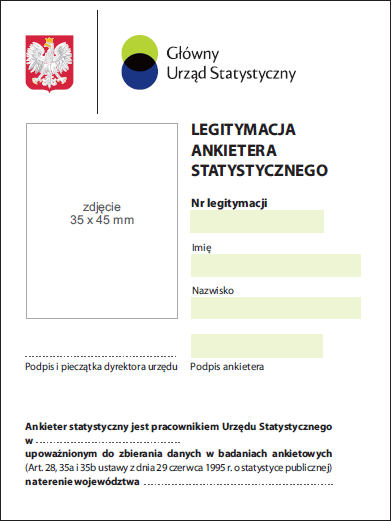 Główny
Urząd Statystyczny
LEGITYMACJA
ANKIETERA
STATYSTYCZNEGO
zdjęcie
35 x 45 mm
Nr legitymacji
Imię
Nazwisko
Podpis i pieczątka dyrektora urzędu
Podpis ankietera
Ankieter statystyczny jest pracownikiem Urzędu Statystycznego
w ........................................
upoważnionym do zbierania danych w badaniach ankietowych
(Art. 28, 35a i 35b ustawy z dnia 29 czerwca 1995 r. o statystyce publicznej)
na terenie województwa ........................................